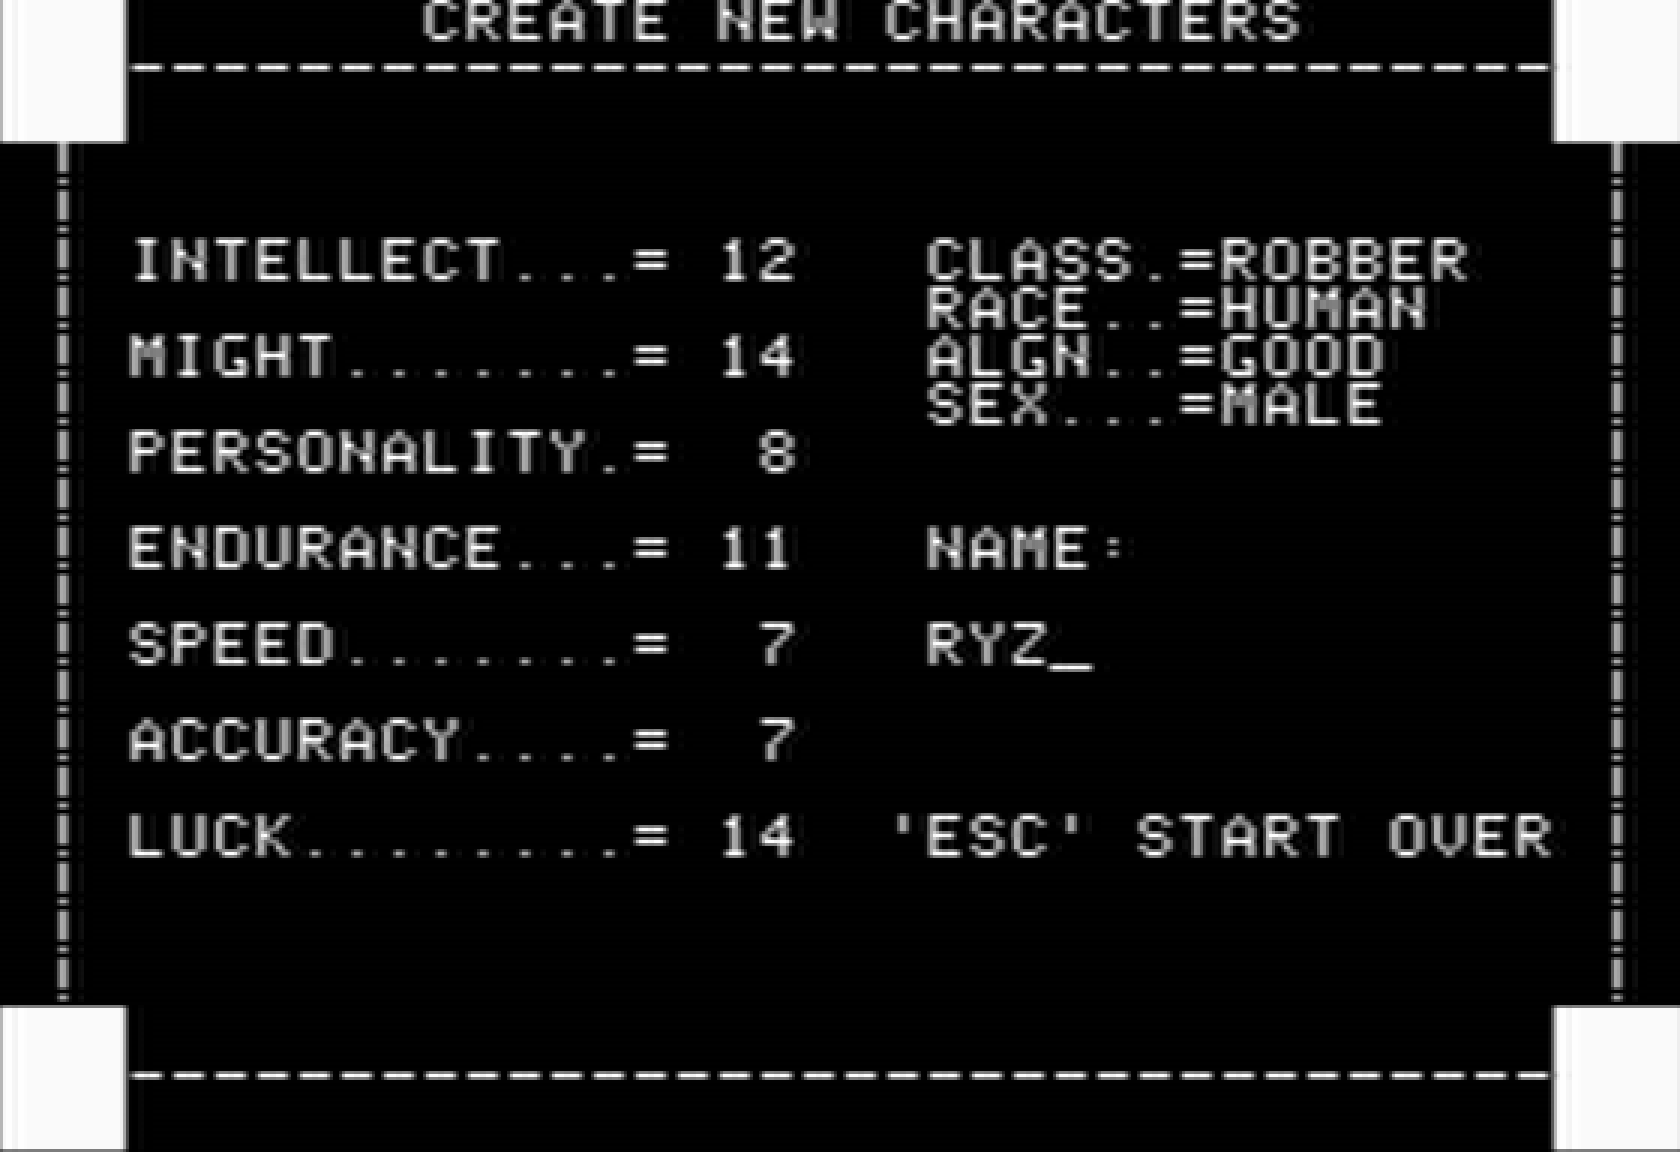 CREATE NEW CHARACTERS
INTELLECT...= 12 CLASS.=ROBBER
RACE..=HUMAN
MIGHT.......= 14 ALGN..=GOOD
SEX...=MALE
PERSONALITY.= 8
ENDURANCE...= 11 NAME:
SPEED.......= 7 RYZ_
ACCURACY....= 7
LUCK........= 14 'ESC' START OVER